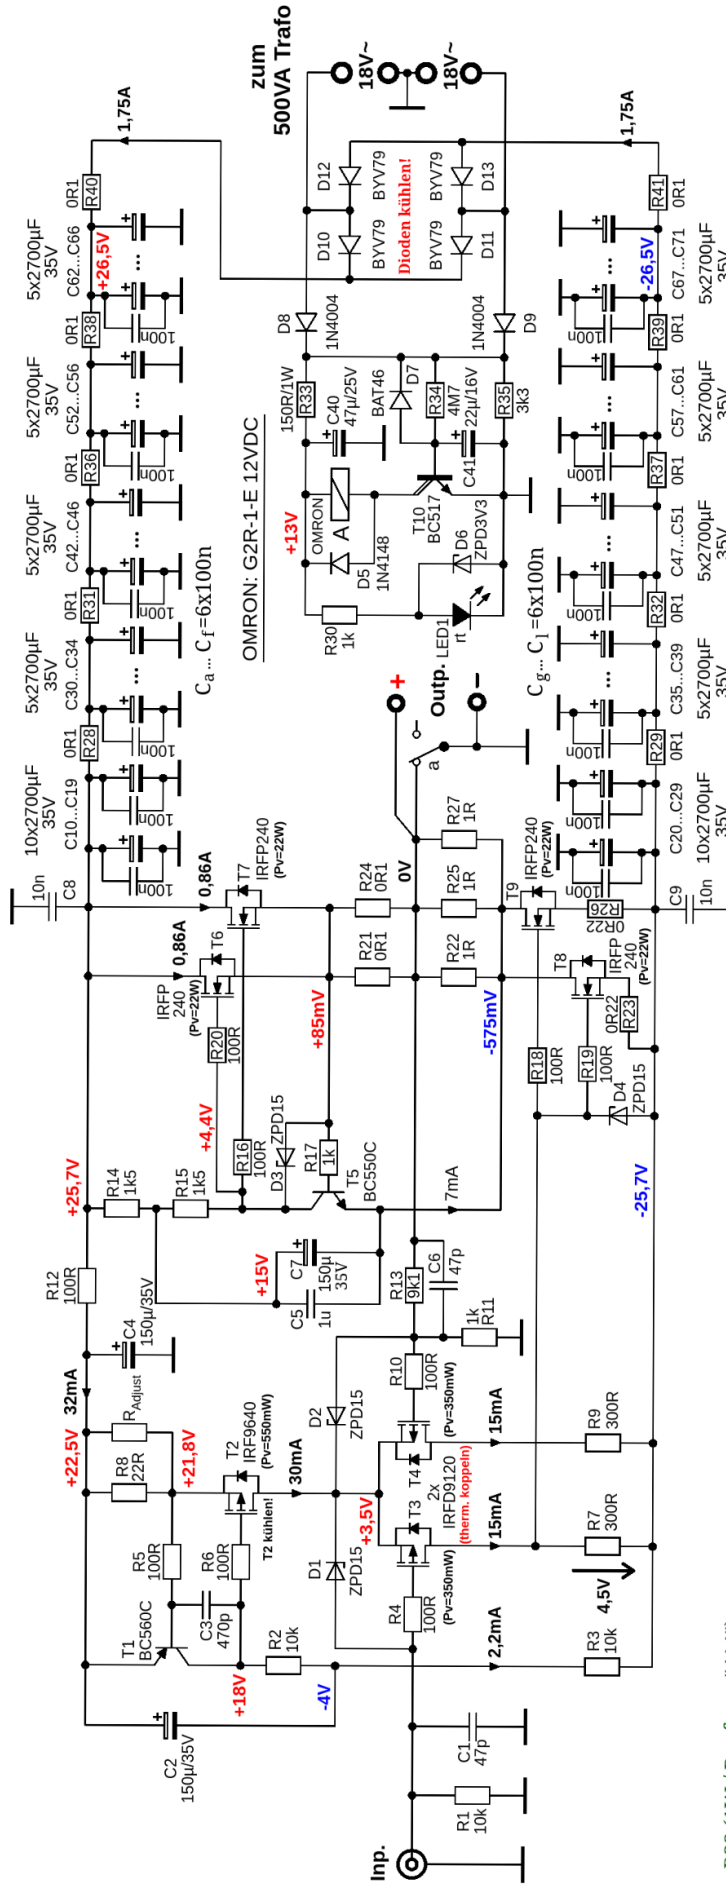 Inp.
R1
10k
C1
47p
C2
150µ/35V
T1
BC560C
+18V
-4V
C3
470p
R2
10k
2,2mA
R3
10k
R5
100R
R6
100R
R4
100R
(Pv=350mW)
+22,5V
R8
22R
RAdjust
32mA
+21,8V
T2
IRF9640
(Pv=550mW)
T2 kühlen!
30mA
D1
ZPD15
D2
ZPD15
+3,5V
T3
T4
2x
IRFD9120
(therm. koppeln)
(Pv=350mW)
15mA
15mA
R7
300R
R9
300R
4,5V
R10
100R
C4
150µ/35V
R12
100R
C5
1u
C7
150µ
35V
+15V
R13
9k1
C6
47p
1k
R11
+25,7V
R14
1k5
R15
1k5
R16
100R
D3
ZPD15
R17
1k
T5
BC550C
7mA
+4,4V
R20
100R
IRFP
240
(Pv=22W)
T6
0,86A
0,86A
T7
IRFP240
(Pv=22W)
+85mV
R21
0R1
R24
0R1
0V
R22
1R
R25
1R
R27
1R
-575mV
R18
100R
R19
100R
D4
ZPD15
-25,7V
T8
IRFP
240
(Pv=22W)
0R22
R23
T9
IRFP240
(Pv=22W)
R26
0R22
C8
10n
C9
10n
+
Outp.
-
a
10x2700µF
35V
C10...C19
100n
100n
R28
0R1
5x2700µF
35V
C30...C34
100n
...
R31
0R1
5x2700µF
35V
C42...C46
100n
...
R36
0R1
5x2700µF
35V
C52...C56
100n
...
R38
0R1
5x2700µF
35V
C62...C66
100n
...
+26,5V
R40
0R1
1,75A
Ca... Cf=6x100n
OMRON: G2R-1-E 12VDC
R30
1k
LED1
rt
D5
1N4148
OMRON
A
+13V
D6
ZPD3V3
T10
BC517
150R/1W
R33
C40
47µ/25V
BAT46
D7
R34
4M7
22µ/16V
C41
R35
3k3
D8
1N4004
D9
1N4004
D10
BYV79
D12
BYV79
Dioden kühlen!
D11
BYV79
D13
BYV79
zum
500VA Trafo
18V~
18V~
Cg... Cl=6x100n
10x2700µF
35V
C20...C29
100n
100n
R29
0R1
5x2700µF
35V
C35...C39
100n
...
R32
0R1
5x2700µF
35V
C47...C51
100n
...
R37
0R1
5x2700µF
35V
C57...C61
100n
...
R39
0R1
5x2700µF
35V
C67...C71
100n
...
-26,5V
R41
0R1
1,75A